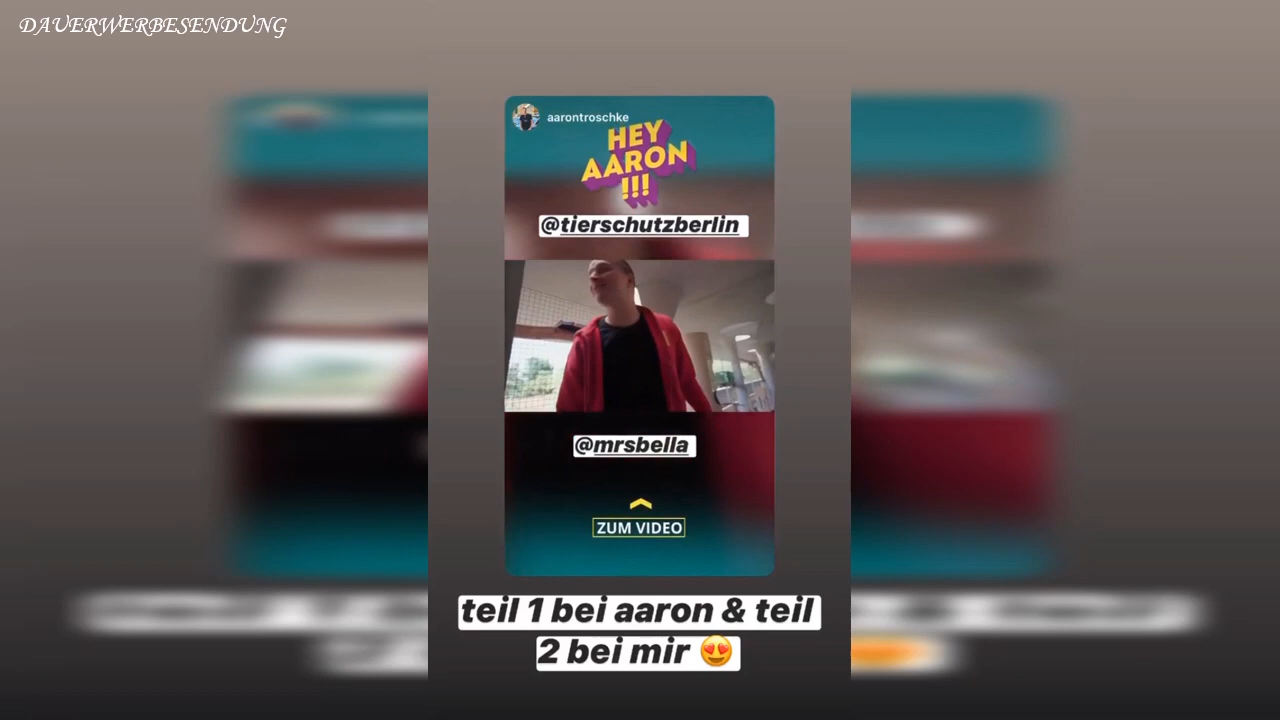 DAUERWERBESENDUNG
aarontroschke
HEY
AARON
!!!
@tierschutzberlin
@mrsbella
ZUM VIDEO
teil 1 bei aaron & teil
2 bei mir 😍